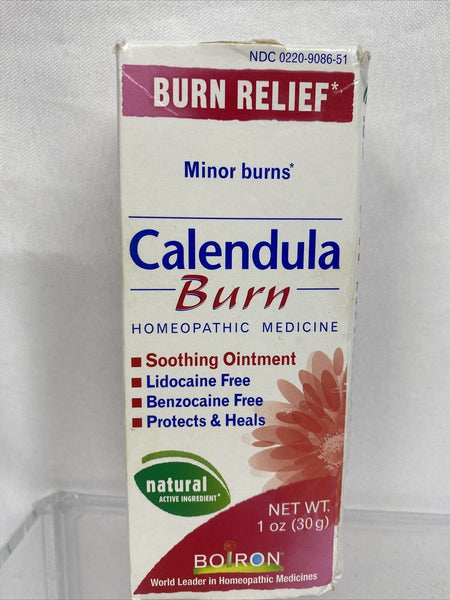 NDC 0220-9086-51
BURN RELIEF*
Minor burns*
Calendula
Burn
HOMEOPATHIC MEDICINE
■ Soothing Ointment
■ Lidocaine Free
■ Benzocaine Free
■ Protects & Heals
natural
ACTIVE INGREDIENT*
NET WT.
1 oz (30g)
BOIRON®
World Leader in Homeopathic Medicines